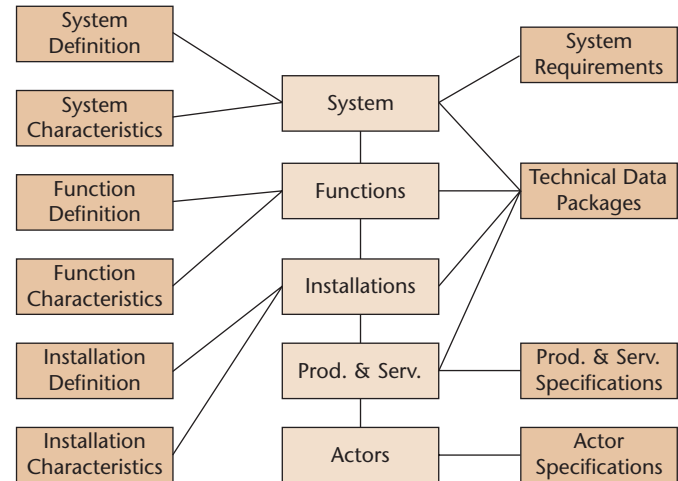 System
Definition
System
Characteristics
Function
Definition
Function
Characteristics
Installation
Definition
Installation
Characteristics
System
Functions
Installations
Prod. & Serv.
Actors
System
Requirements
Technical Data
Packages
Prod. & Serv.
Specifications
Actor
Specifications